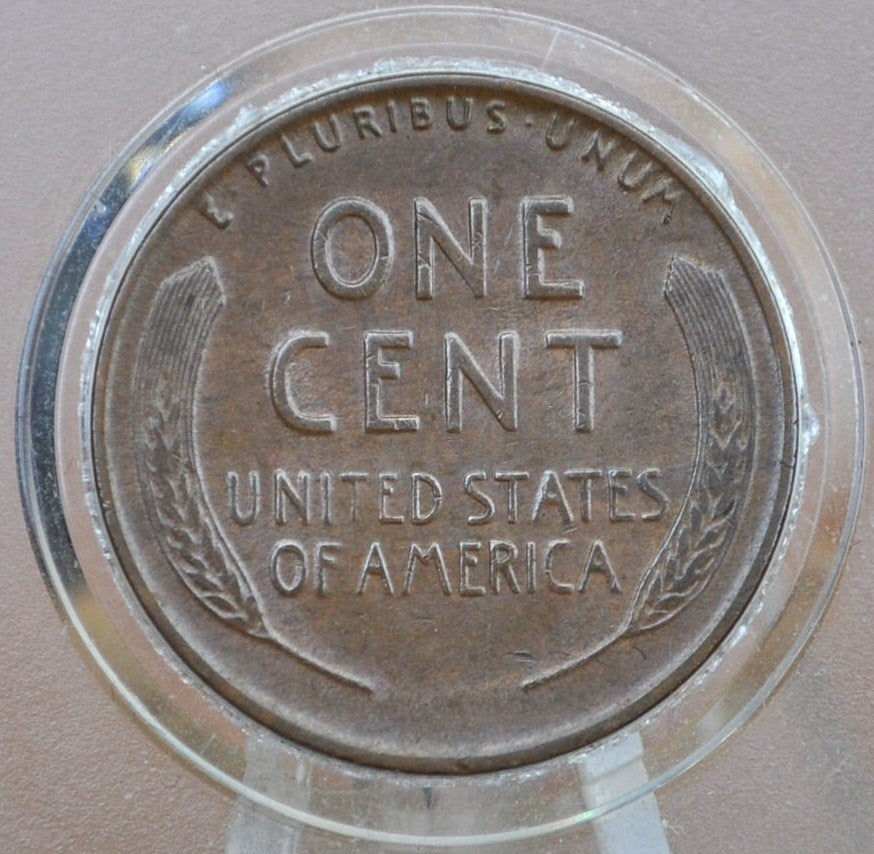 E · PLURIBUS · UNUM
ONE
CENT
UNITED STATES
OF AMERICA